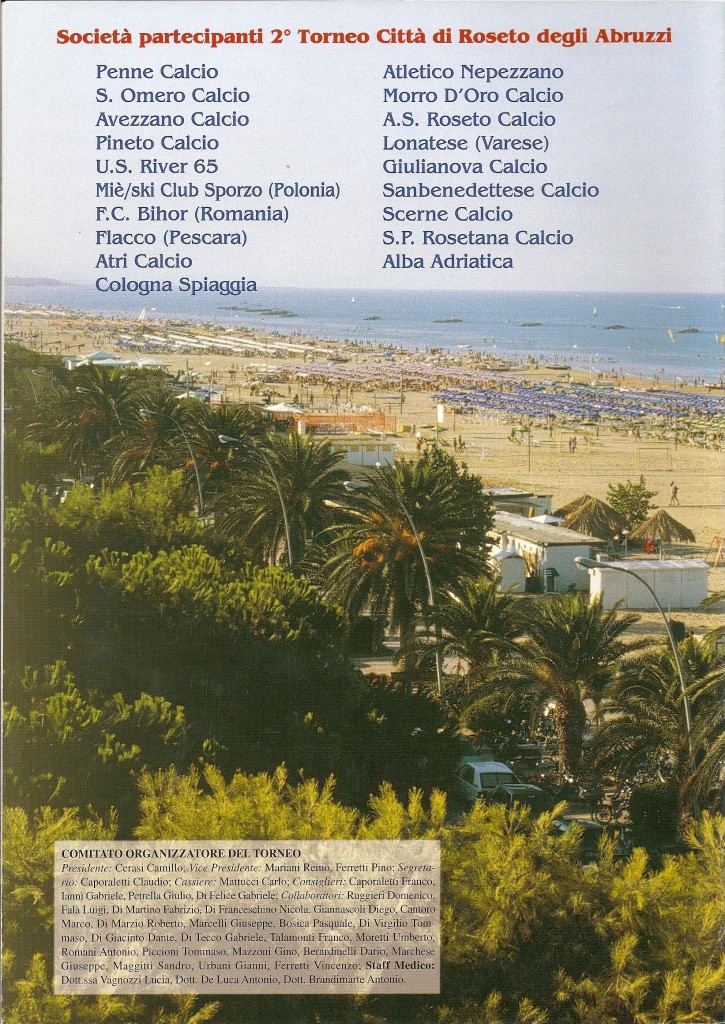 Società partecipanti 2° Torneo Città di Roseto degli Abruzzi
Penne Calcio
S. Omero Calcio
Avezzano Calcio
Pineto Calcio
U.S. River 65
Miè/ski Club Sporzo (Polonia)
F.C. Bihor (Romania)
Flacco (Pescara)
Atri Calcio
Cologna Spiaggia
Atletico Nepezzano
Morro D'Oro Calcio
A.S. Roseto Calcio
Lonatese (Varese)
Giulianova Calcio
Sanbenedettese Calcio
Scerne Calcio
S.P. Rosetana Calcio
Alba Adriatica
COMITATO ORGANIZZATORE DEL TORNEO
Presidente: Cerasi Camillo; Vice Presidente: Mariani Remo, Ferretti Pino; Segreta-
rio: Caporaletti Claudio; Cassiere: Mattucci Carlo; Consiglieri: Caporaletti Franco,
Ianni Gabriele, Petrella Giulio, Di Felice Gabriele; Collaboratori: Ruggieri Domenico,
Falà Luigi, Di Martino Fabrizio, Di Franceschino Nicola, Giannascoli Diego, Cantoro
Marco, Di Marzio Roberto, Marcelli Giuseppe, Bosica Pasquale, Di Virgilio Tom-
maso, Di Giacinto Dante, Di Tecco Gabriele, Talamonti Franco, Moretti Umberto,
Romani Antonio, Piccioni Tommaso, Mazzoni Gino, Berardinelli Dario, Marchese
Giuseppe, Maggitti Sandro, Urbani Gianni, Ferretti Vincenzo; Staff Medico:
Dott.ssa Vagnozzi Lucia, Dott. De Luca Antonio, Dott. Brandimarte Antonio.